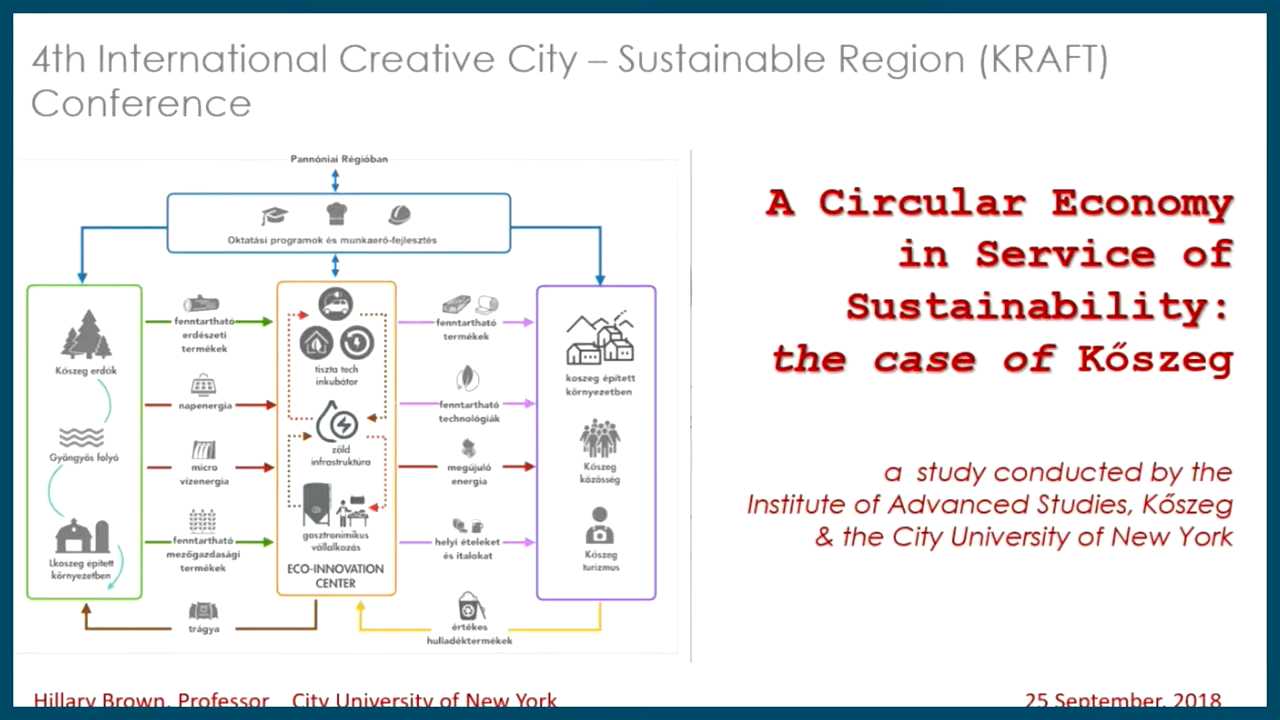 4th International Creative City – Sustainable Region (KRAFT)
Conference
Pannóniai Régióban
Oktatási programok és munkaerő-fejlesztés
Kőszeg erdők
Gyöngyös folyó
Lkoszeg épített
környezetben
fenntartható
erdészeti
termékek
napenergia
micro
vízenergia
fenntartható
mezőgazdasági
termékek
trágya
tiszta tech
inkubátor
zöld
infrastruktúra
gasztronimikus
vállalkozás
ECO-INNOVATION
CENTER
fenntartható
termékek
fenntartható
technológiák
megújuló
energia
helyi ételeket
és italokat
értékes
hulladéktermékek
koszeg épített
környezetben
Kőszeg
közösség
Kőszeg
turizmus
A Circular Economy
in Service of
Sustainability:
the case of Kőszeg
a study conducted by the
Institute of Advanced Studies, Kőszeg
& the City University of New York
Hillary Brown, Professor City University of New York
25 September, 2018